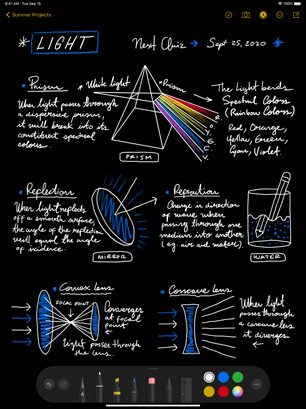 9:41 AM Tue Sep 15
100%
Summer Projects
* LIGHT
Next Quiz → Sept 25, 2020 *
• Prism
When light passes through
a dispersive prism,
it will break into its
constituent spectral
colours.
White light
Prism
R.
O.
Y.
G.
C.
V.
PRISM
The light bends
Spectral Colors
(Rainbow Colors)
Red, Orange,
Yellow, Green,
Cyan, Violet
• Reflection
When light reflects
off a smooth surface,
the angle of the reflection
will equal the angle
of incidence.
MIRROR
• Refraction
Change in direction
of wave when
passing through one
medium into another
(eg. air and water).
WATER
• Convex lens
FOCAL POINT
Converges
at focal
point
Light passes through
the lens.
• Concave lens
When light
passes through
a concave lens
it diverges